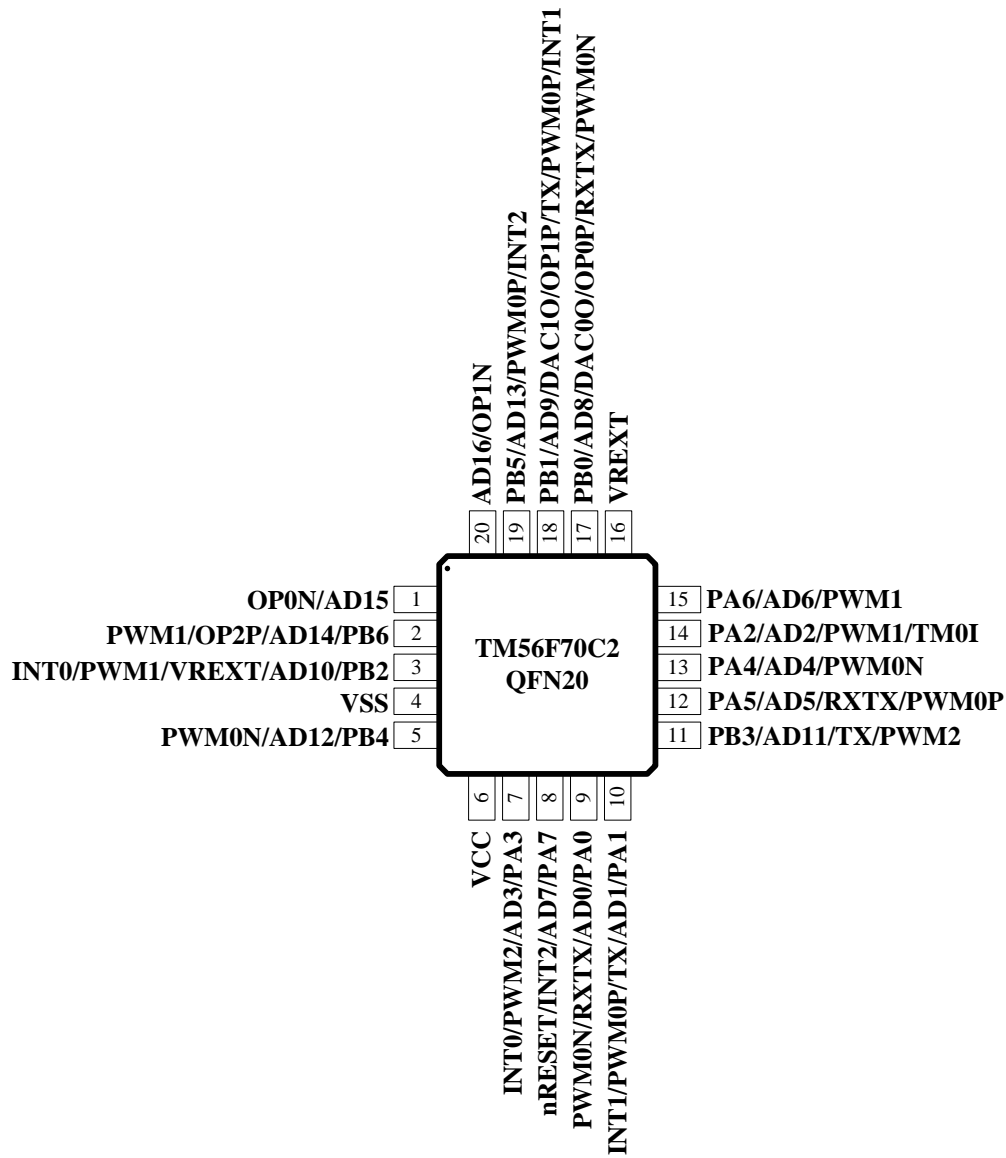 AD16/OP1N
20
PB5/AD13/PWM0P/INT2
19
PB1/AD9/DAC1O/OP1P/TX/PWM0P/INT1
18
PB0/AD8/DAC0O/OP0P/RXTX/PWM0N
17
VREXT
16
OP0N/AD15 1
PWM1/OP2P/AD14/PB6 2
INT0/PWM1/VREXT/AD10/PB2 3
VSS 4
PWM0N/AD12/PB4 5
TM56F70C2
QFN20
15 PA6/AD6/PWM1
14 PA2/AD2/PWM1/TM0I
13 PA4/AD4/PWM0N
12 PA5/AD5/RXTX/PWM0P
11 PB3/AD11/TX/PWM2
6
VCC
7
INT0/PWM2/AD3/PA3
8
nRESET/INT2/AD7/PA7
9
PWM0N/RXTX/AD0/PA0
10
INT1/PWM0P/TX/AD1/PA1